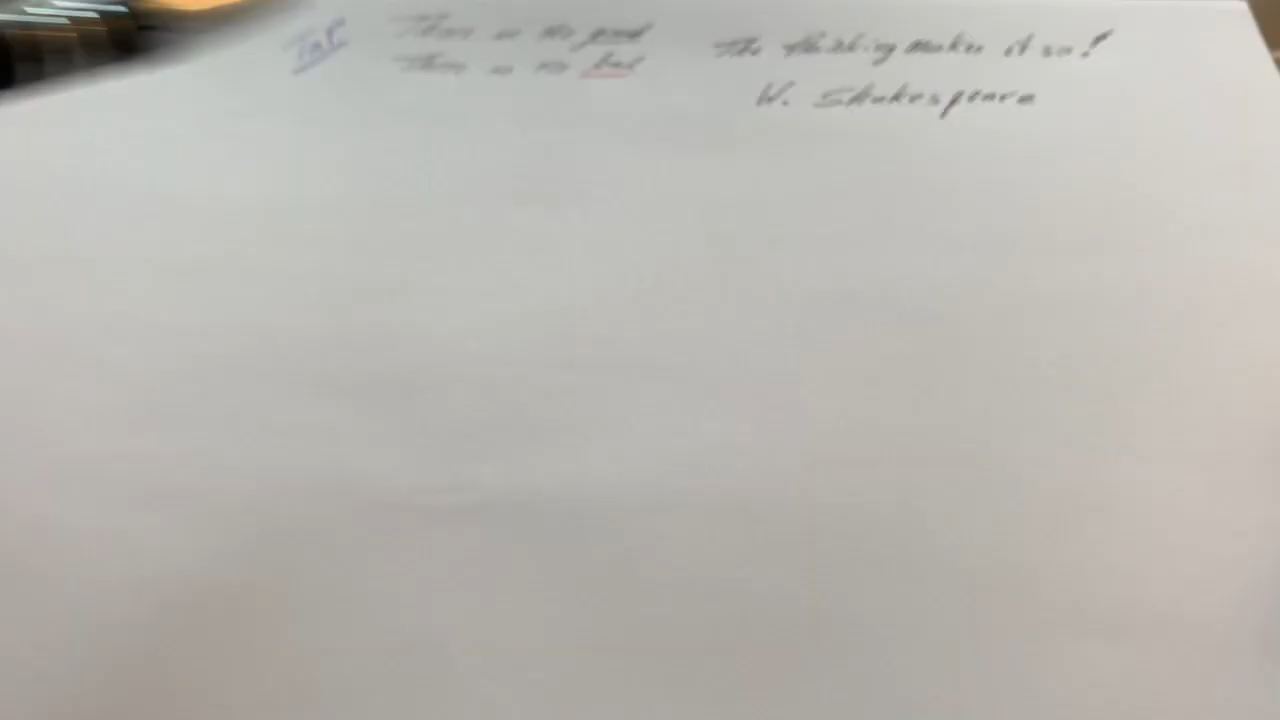 There is no good
There is no bad
The thinking makes it so!
W. Shakespeare